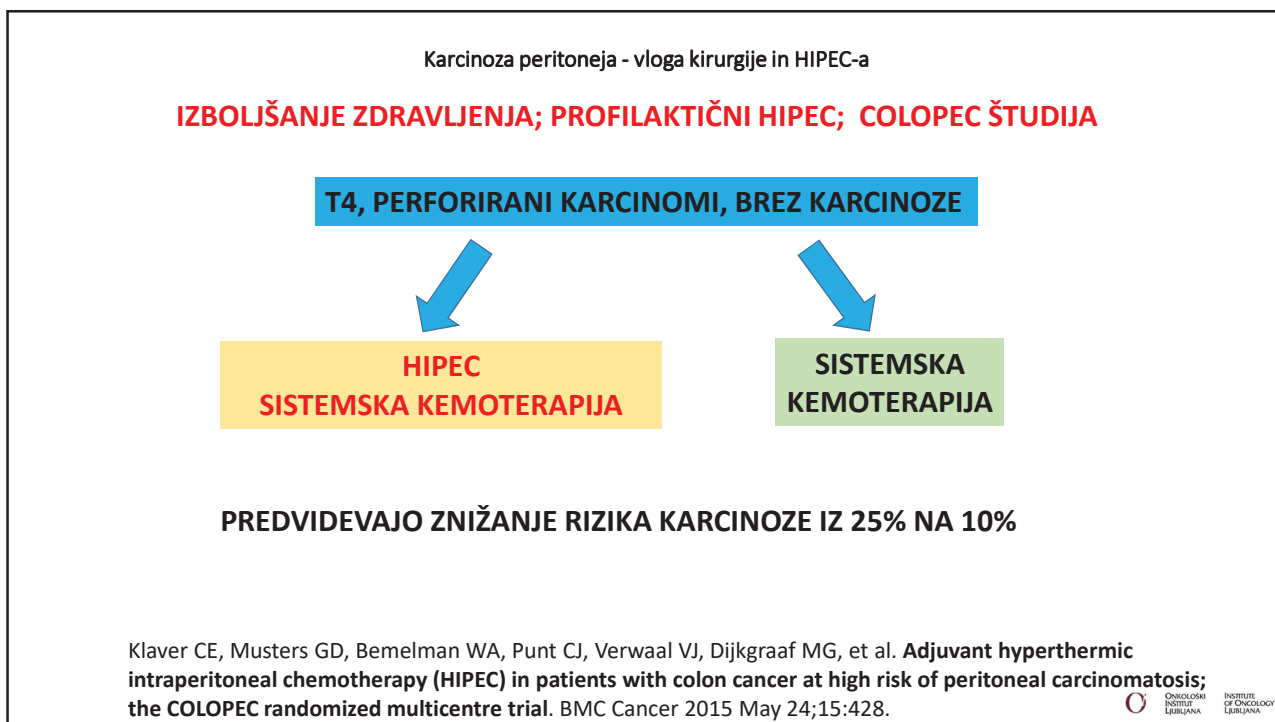 Karcinoza peritoneja - vloga kirurgije in HIPEC-a
IZBOLJŠANJE ZDRAVLJENJA; PROFILAKTIČNI HIPEC; COLOPEC ŠTUDIJA
T4, PERFORIRANI KARCINOMI, BREZ KARCINOZE
HIPEC
SISTEMSKA KEMOTERAPIJA
SISTEMSKA
KEMOTERAPIJA
PREDVIDEVAJO ZNIŽANJE RIZIKA KARCINOZE IZ 25% NA 10%
Klaver CE, Musters GD, Bemelman WA, Punt CJ, Verwaal VJ, Dijkgraaf MG, et al. Adjuvant hyperthermic
intraperitoneal chemotherapy (HIPEC) in patients with colon cancer at high risk of peritoneal carcinomatosis;
the COLOPEC randomized multicentre trial. BMC Cancer 2015 May 24;15:428.
ONKOLOŠKI
INŠTITUT
LJUBLJANA
INSTITUTE
OF ONCOLOGY
LJUBLJANA